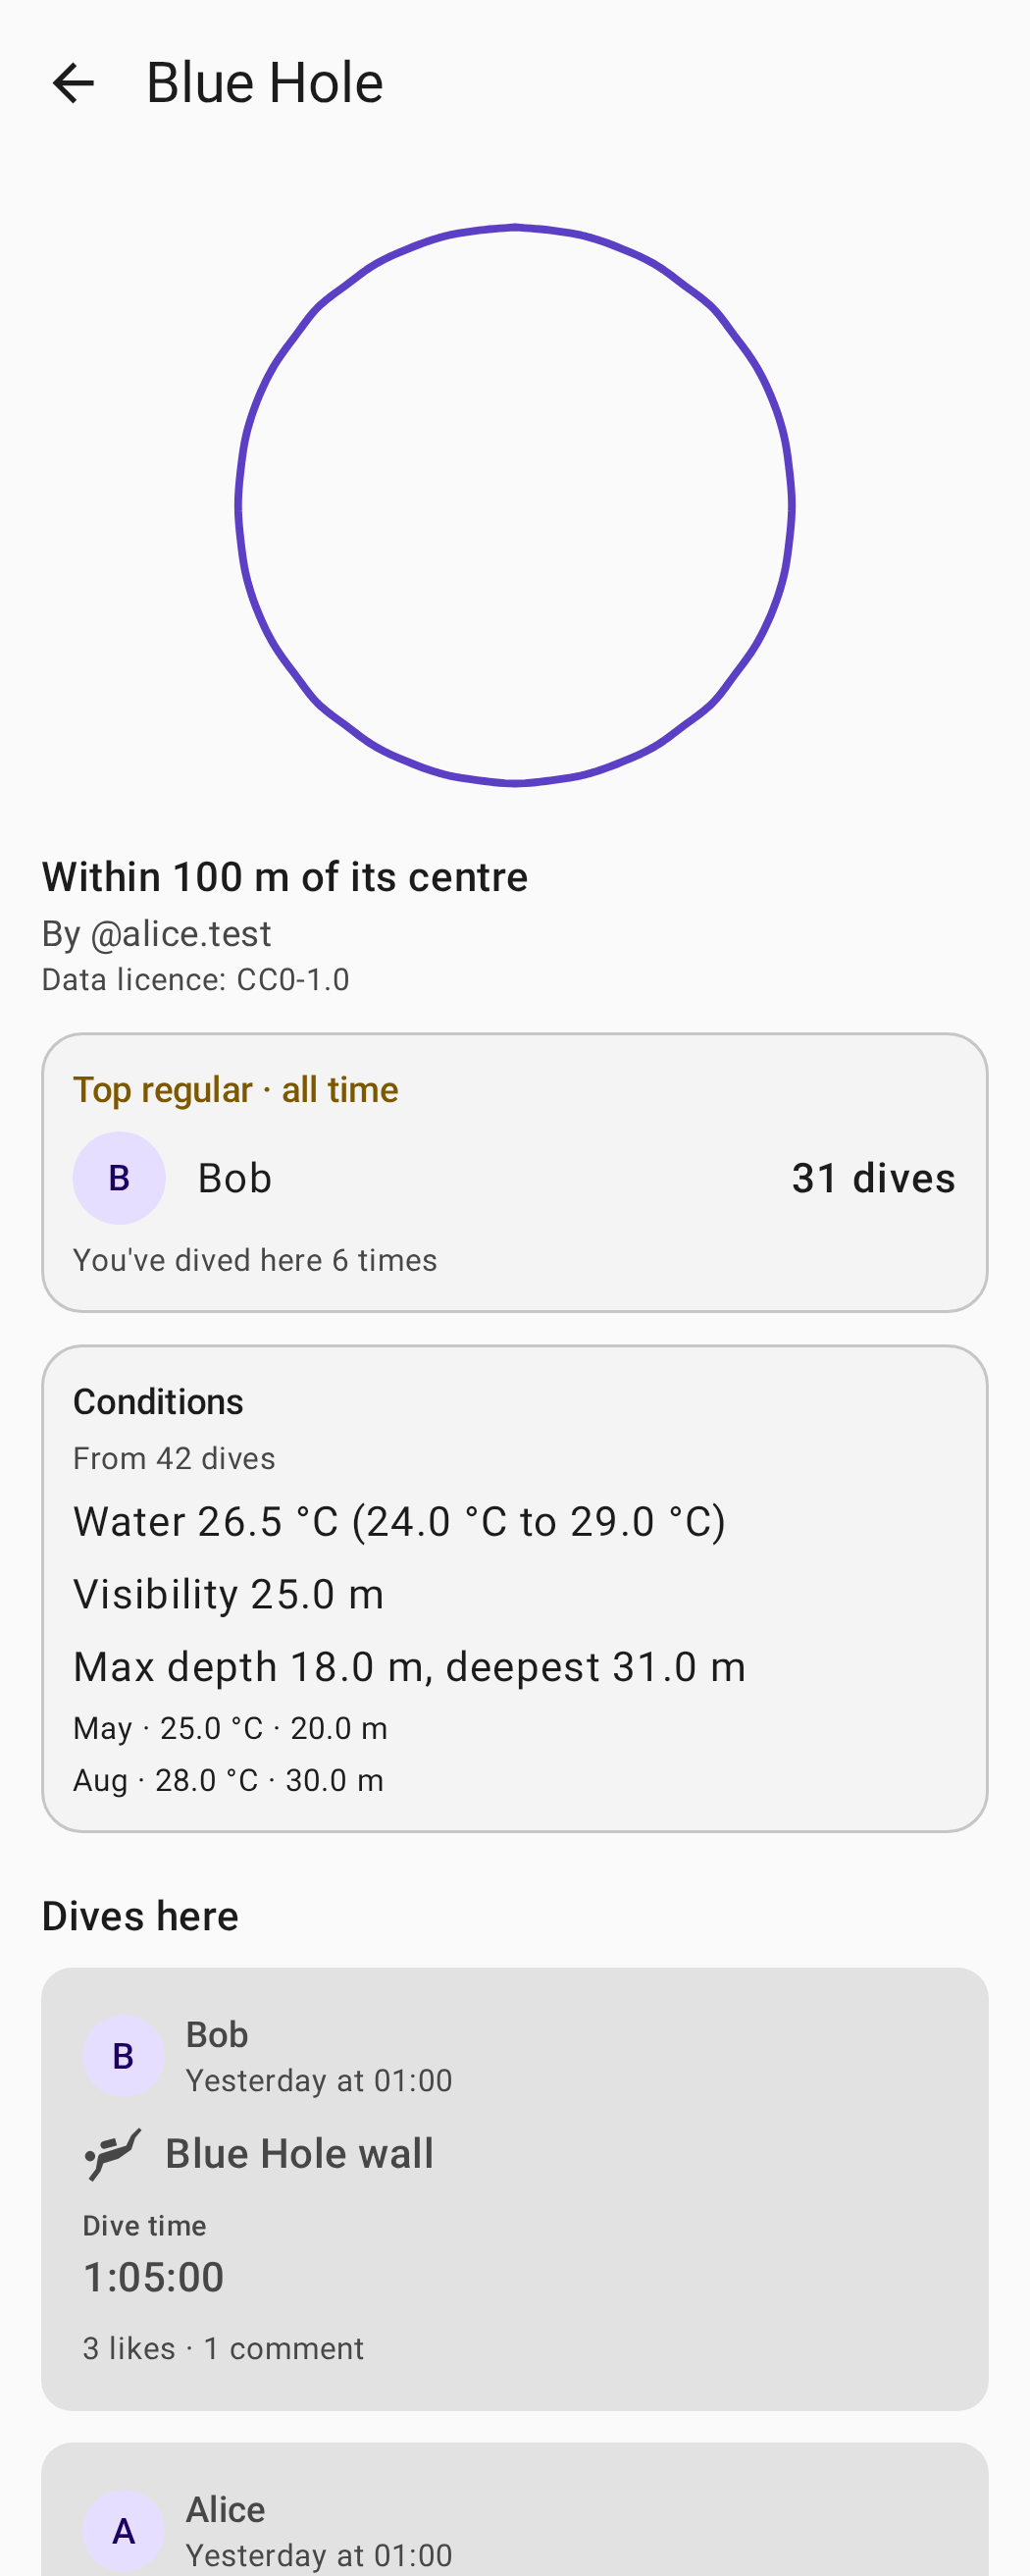 Blue Hole
Within 100 m of its centre
By @alice.test
Data licence: CC0-1.0
Top regular · all time
B
Bob
31 dives
You've dived here 6 times
Conditions
From 42 dives
Water 26.5 °C (24.0 °C to 29.0 °C)
Visibility 25.0 m
Max depth 18.0 m, deepest 31.0 m
May · 25.0 °C · 20.0 m
Aug · 28.0 °C · 30.0 m
Dives here
B
Bob
Yesterday at 01:00
Blue Hole wall
Dive time
1:05:00
3 likes · 1 comment
A
Alice
Yesterday at 01:00